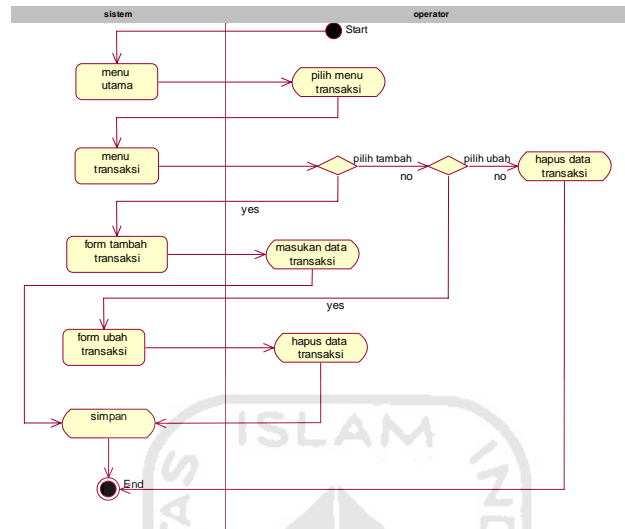 sistem
operator
Start
menu
utama
pilih menu
transaksi
menu
transaksi
pilih tambah
no
pilih ubah
no
hapus data
transaksi
yes
form tambah
transaksi
masukan data
transaksi
yes
form ubah
transaksi
hapus data
transaksi
simpan
End
ISLAM